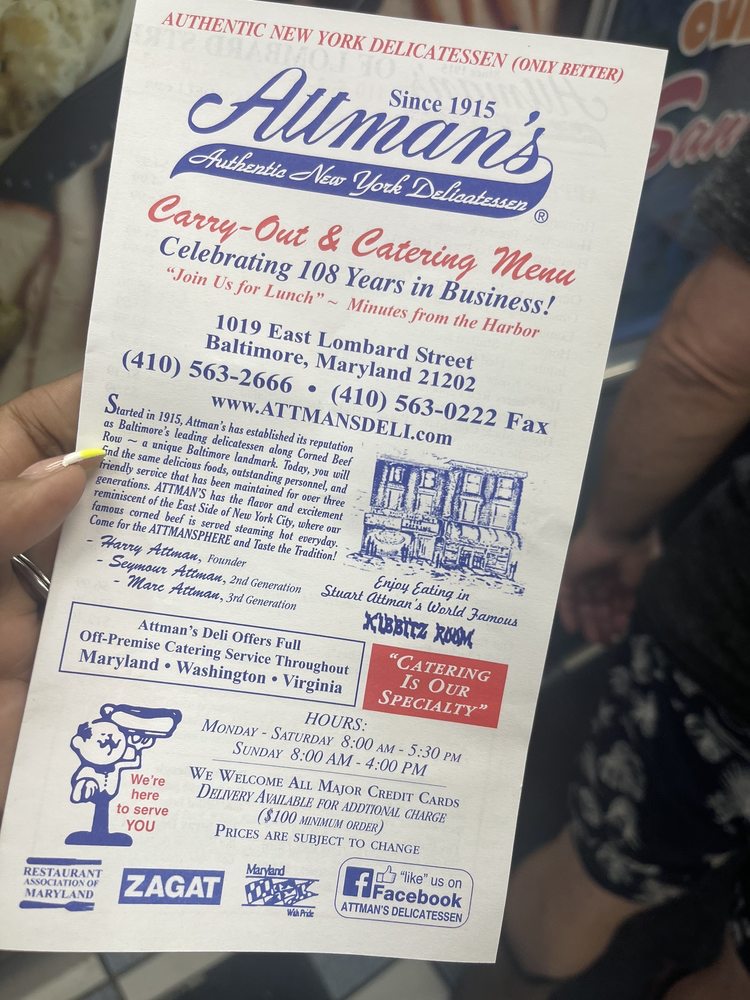 AUTHENTIC NEW YORK DELICATESSEN (ONLY BETTER)
Since 1915
Attman's
Authentic New York Delicatessen
®
Carry-Out & Catering Menu
Celebrating 108 Years in Business!
"Join Us for Lunch" ~ Minutes from the Harbor
1019 East Lombard Street
Baltimore, Maryland 21202
(410) 563-2666 • (410) 563-0222 Fax
www.ATTMANSDELI.com
Started in 1915, Attman's has established its reputation
as Baltimore's leading delicatessen along Corned Beef
Row ~ a unique Baltimore landmark. Today, you will
find the same delicious foods, outstanding personnel, and
friendly service that has been maintained for over three
generations. ATTMAN'S has the flavor and excitement
reminiscent of the East Side of New York City, where our
famous corned beef is served steaming hot everyday.
Come for the ATTMANSPHERE and Taste the Tradition!
- Harry Attman, Founder
- Seymour Attman, 2nd Generation
- Marc Attman, 3rd Generation
Enjoy Eating in
Stuart Attman's World Famous
KIBBITZ ROOM
Attman's Deli Offers Full
Off-Premise Catering Service Throughout
Maryland • Washington • Virginia
"CATERING
IS OUR
SPECIALTY"
HOURS:
MONDAY - SATURDAY 8:00 AM - 5:30 PM
SUNDAY 8:00 AM - 4:00 PM
WE WELCOME ALL MAJOR CREDIT CARDS
DELIVERY AVAILABLE FOR ADDTIONAL CHARGE
($100 MINIMUM ORDER)
PRICES ARE SUBJECT TO CHANGE
We're
here
to serve
YOU
RESTAURANT
ASSOCIATION OF
MARYLAND
ZAGAT
Maryland
With Pride
f "like" us on
Facebook
ATTMAN'S DELICATESSEN